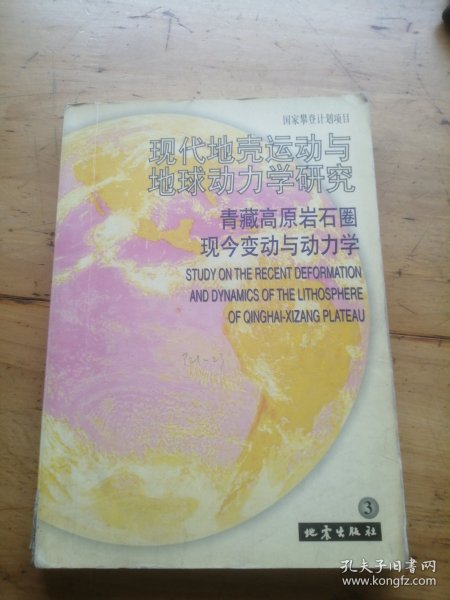 国家攀登计划项目
现代地壳运动与
地球动力学研究
青藏高原岩石圈
现今变动与动力学
STUDY ON THE RECENT DEFORMATION
AND DYNAMICS OF THE LITHOSPHERE
OF QINGHAI-XIZANG PLATEAU
3
地震出版社
孔夫子旧书网
www.kongfz.com